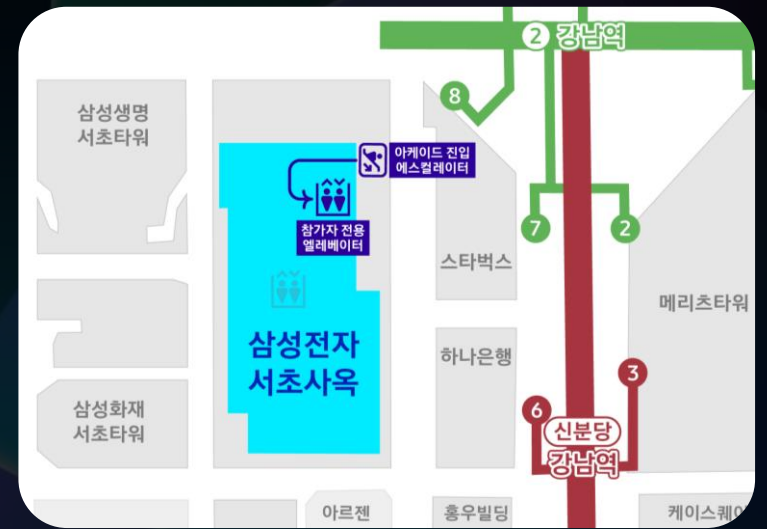 2 강남역
8
삼성생명
서초타워
아케이드 진입
에스컬레이터
참가자 전용
엘레베이터
7
2
스타벅스
메리츠타워
삼성전자
서초사옥
하나은행
3
6
삼성화재
서초타워
신분당
강남역
아르젠
홍우빌딩
케이스퀘어